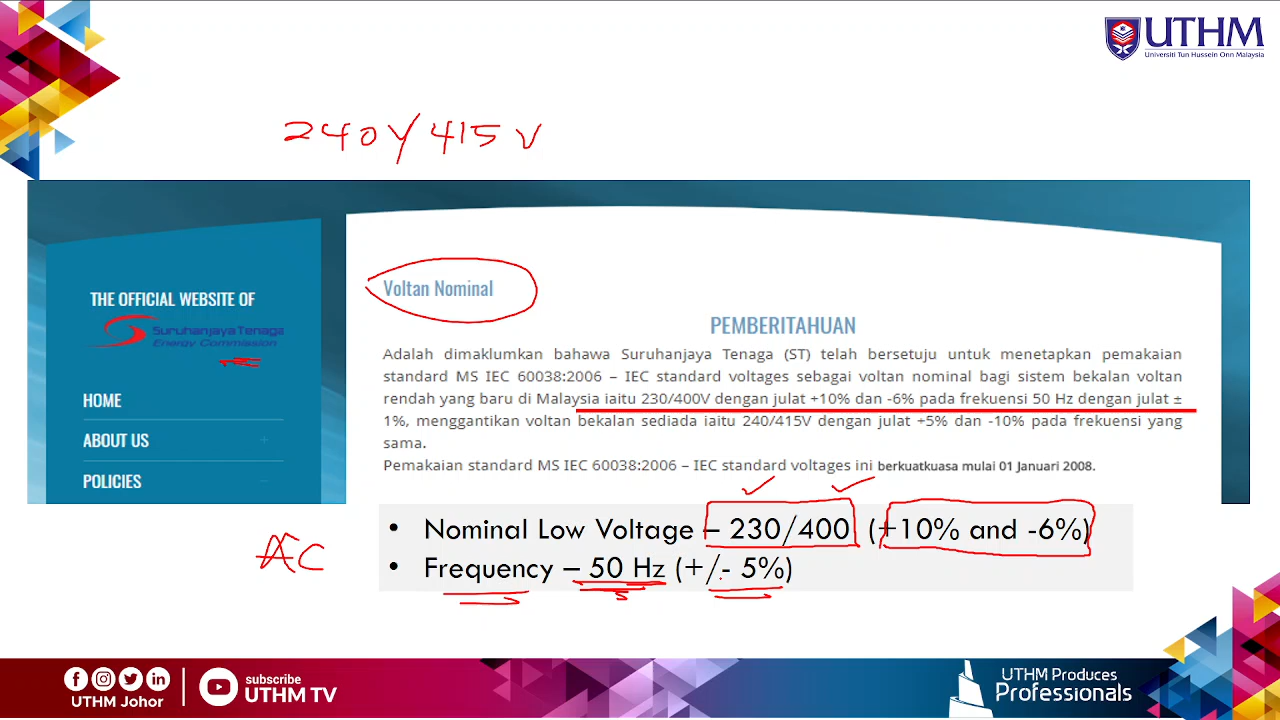 UTHM
Universiti Tun Hussein Onn Malaysia
240Y/415 V
THE OFFICIAL WEBSITE OF
Suruhanjaya Tenaga
Energy Commission
HOME
ABOUT US +
POLICIES -
Voltan Nominal
PEMBERITAHUAN
Adalah dimaklumkan bahawa Suruhanjaya Tenaga (ST) telah bersetuju untuk menetapkan pemakaian
standard MS IEC 60038:2006 – IEC standard voltages sebagai voltan nominal bagi sistem bekalan voltan
rendah yang baru di Malaysia iaitu 230/400V dengan julat +10% dan -6% pada frekuensi 50 Hz dengan julat ±
1%, menggantikan voltan bekalan sediada iaitu 240/415V dengan julat +5% dan -10% pada frekuensi yang
sama.
Pemakaian standard MS IEC 60038:2006 – IEC standard voltages ini berkuatkuasa mulai 01 Januari 2008.
• Nominal Low Voltage – 230/400 (+10% and -6%)
AC
• Frequency – 50 Hz (+/- 5%)
UTHM Johor
subscribe
UTHM TV
UTHM Produces
Professionals